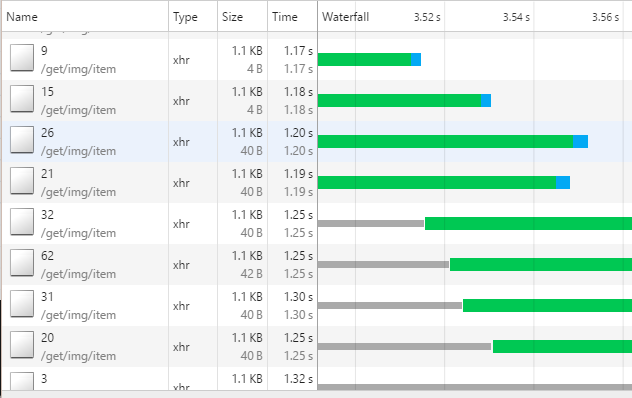 Name Type Size Time Waterfall 3.52 s 3.54 s 3.56 s
/get/img/item
9 xhr 1.1 KB 1.17 s
/get/img/item 4 B 1.17 s
15 xhr 1.1 KB 1.18 s
/get/img/item 4 B 1.18 s
26 xhr 1.1 KB 1.20 s
/get/img/item 40 B 1.20 s
21 xhr 1.1 KB 1.19 s
/get/img/item 40 B 1.19 s
32 xhr 1.1 KB 1.25 s
/get/img/item 40 B 1.25 s
62 xhr 1.1 KB 1.25 s
/get/img/item 42 B 1.25 s
31 xhr 1.1 KB 1.30 s
/get/img/item 40 B 1.30 s
20 xhr 1.1 KB 1.25 s
/get/img/item 40 B 1.25 s
3 xhr 1.1 KB 1.32 s